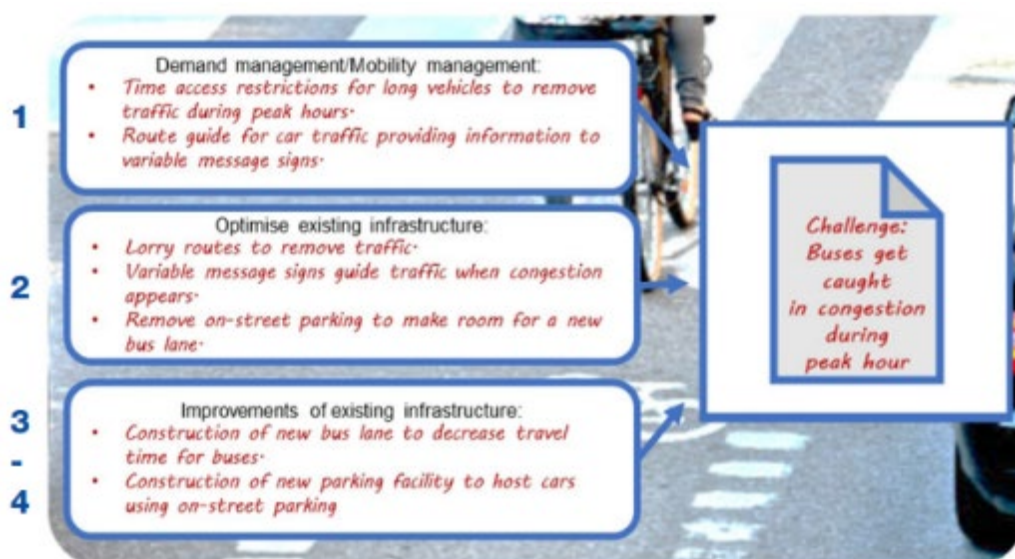 1
Demand management/Mobility management:
• Time access restrictions for long vehicles to remove
traffic during peak hours.
• Route guide for car traffic providing information to
variable message signs.
2
Optimise existing infrastructure:
• Lorry routes to remove traffic.
• Variable message signs guide traffic when congestion
appears.
• Remove on-street parking to make room for a new
bus lane.
3
-
4
Improvements of existing infrastructure:
• Construction of new bus lane to decrease travel
time for buses.
• Construction of new parking facility to host cars
using on-street parking
Challenge:
Buses get
caught
in congestion
during
peak hour